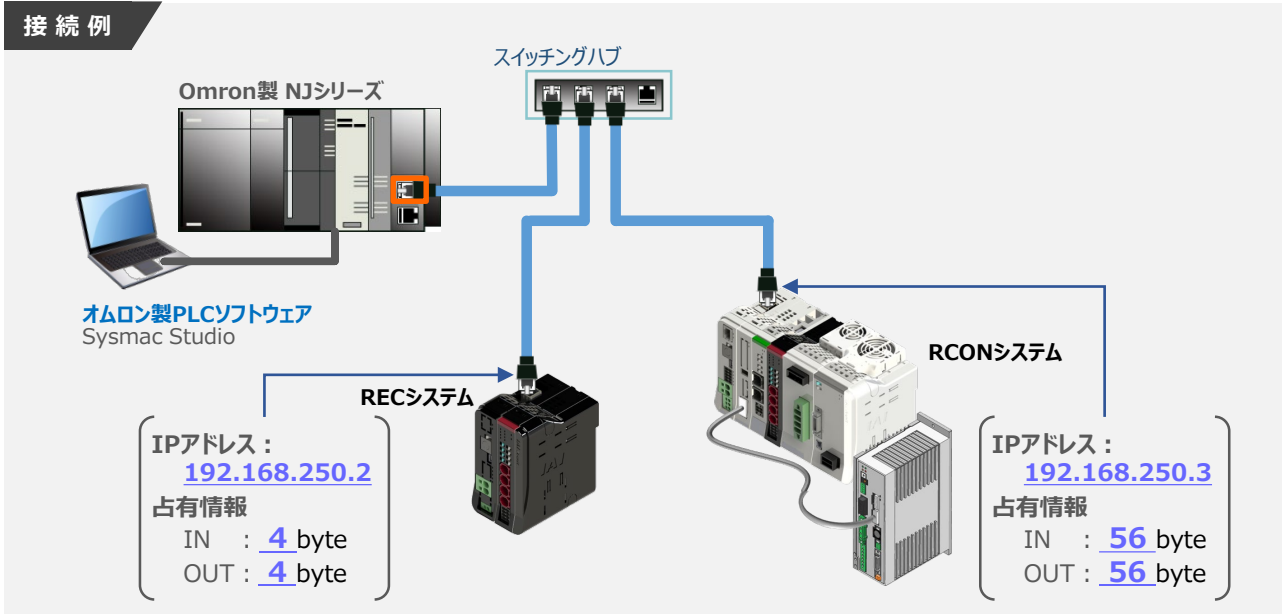 接続例
スイッチングハブ
Omron製 NJシリーズ
オムロン製PLCソフトウェア
Sysmac Studio
RECシステム
RCONシステム
IPアドレス：
192.168.250.2
占有情報
IN ： 4 byte
OUT： 4 byte
IPアドレス：
192.168.250.3
占有情報
IN ： 56 byte
OUT： 56 byte